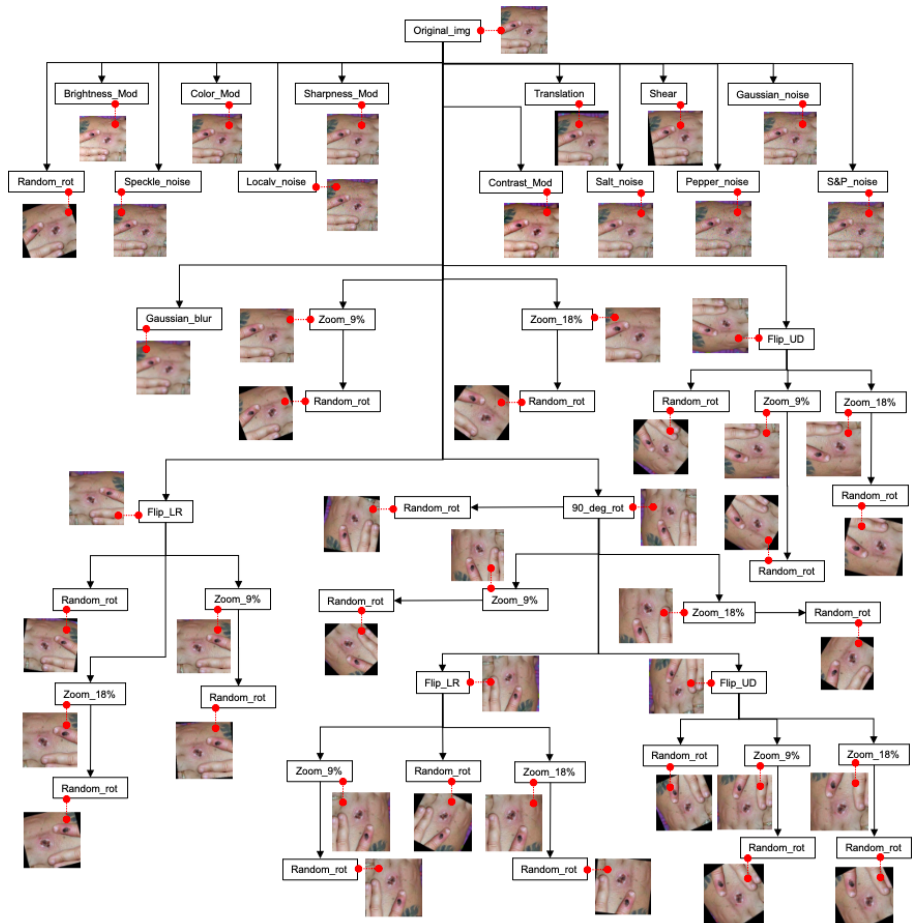 Original_img
Brightness_Mod
Color_Mod
Sharpness_Mod
Translation
Shear
Gaussian_noise
Random_rot
Speckle_noise
Localv_noise
Contrast_Mod
Salt_noise
Pepper_noise
S&P_noise
Gaussian_blur
Zoom_9%
Zoom_18%
Flip_UD
Random_rot
Random_rot
Random_rot
Zoom_9%
Zoom_18%
Random_rot
Random_rot
Flip_LR
Random_rot
90_deg_rot
Random_rot
Zoom_9%
Random_rot
Zoom_9%
Zoom_18%
Random_rot
Zoom_18%
Random_rot
Flip_LR
Flip_UD
Random_rot
Zoom_9%
Random_rot
Zoom_18%
Random_rot
Zoom_9%
Zoom_18%
Random_rot
Random_rot
Random_rot
Random_rot